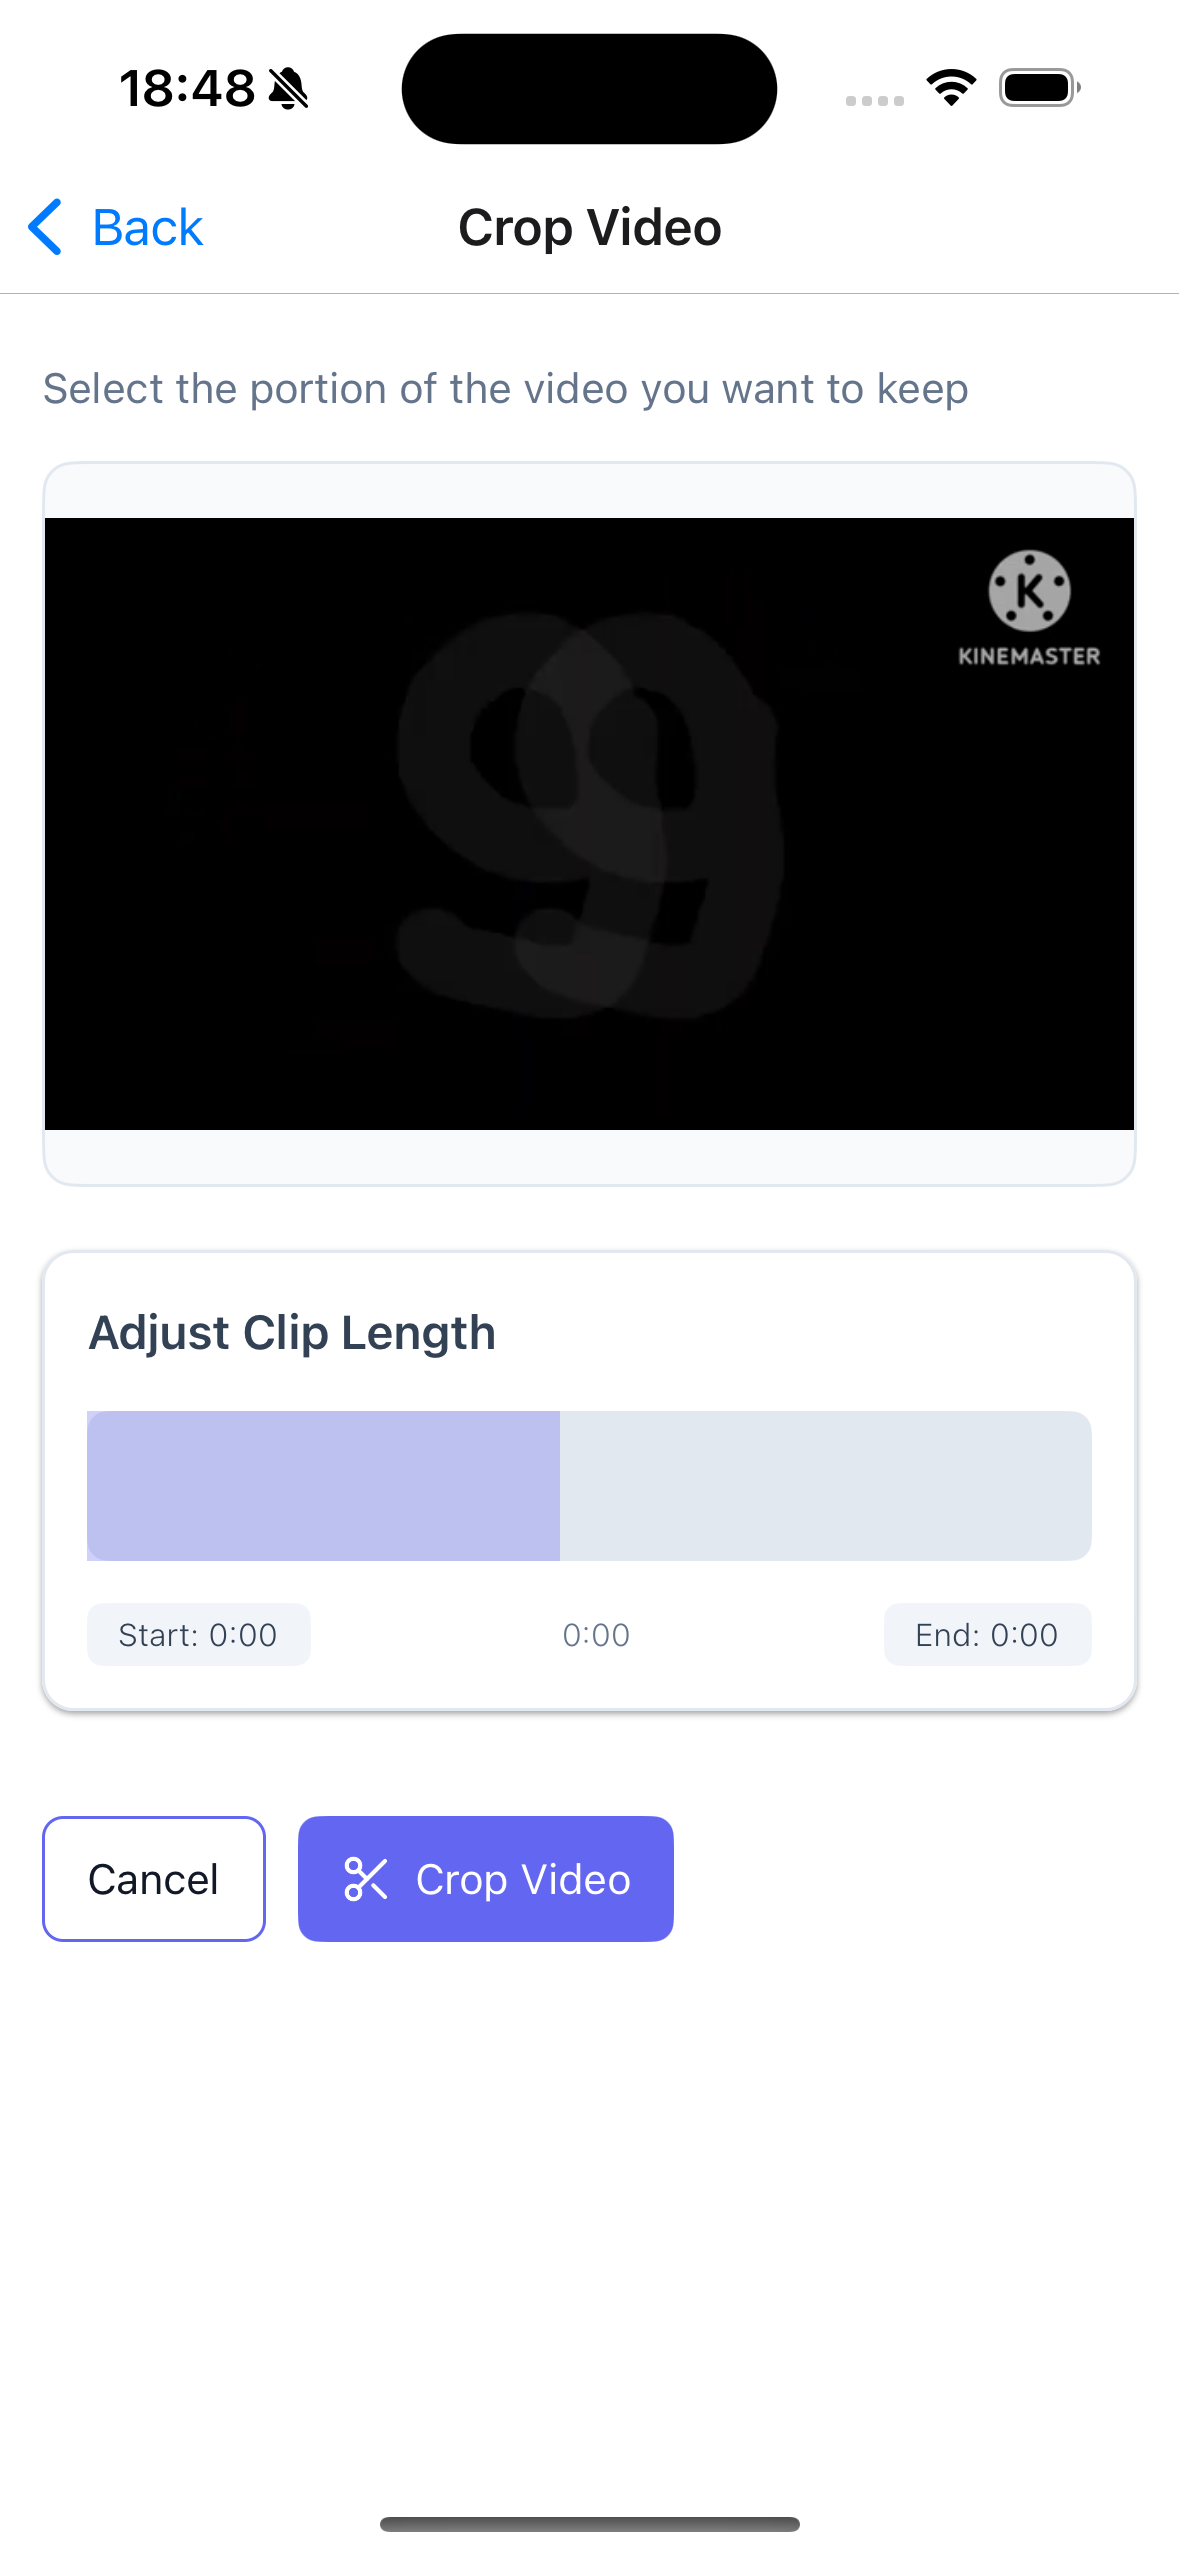 18:48
Back
Crop Video
Select the portion of the video you want to keep
99
K
KINEMASTER
Adjust Clip Length
Start: 0:00
0:00
End: 0:00
Cancel
Crop Video